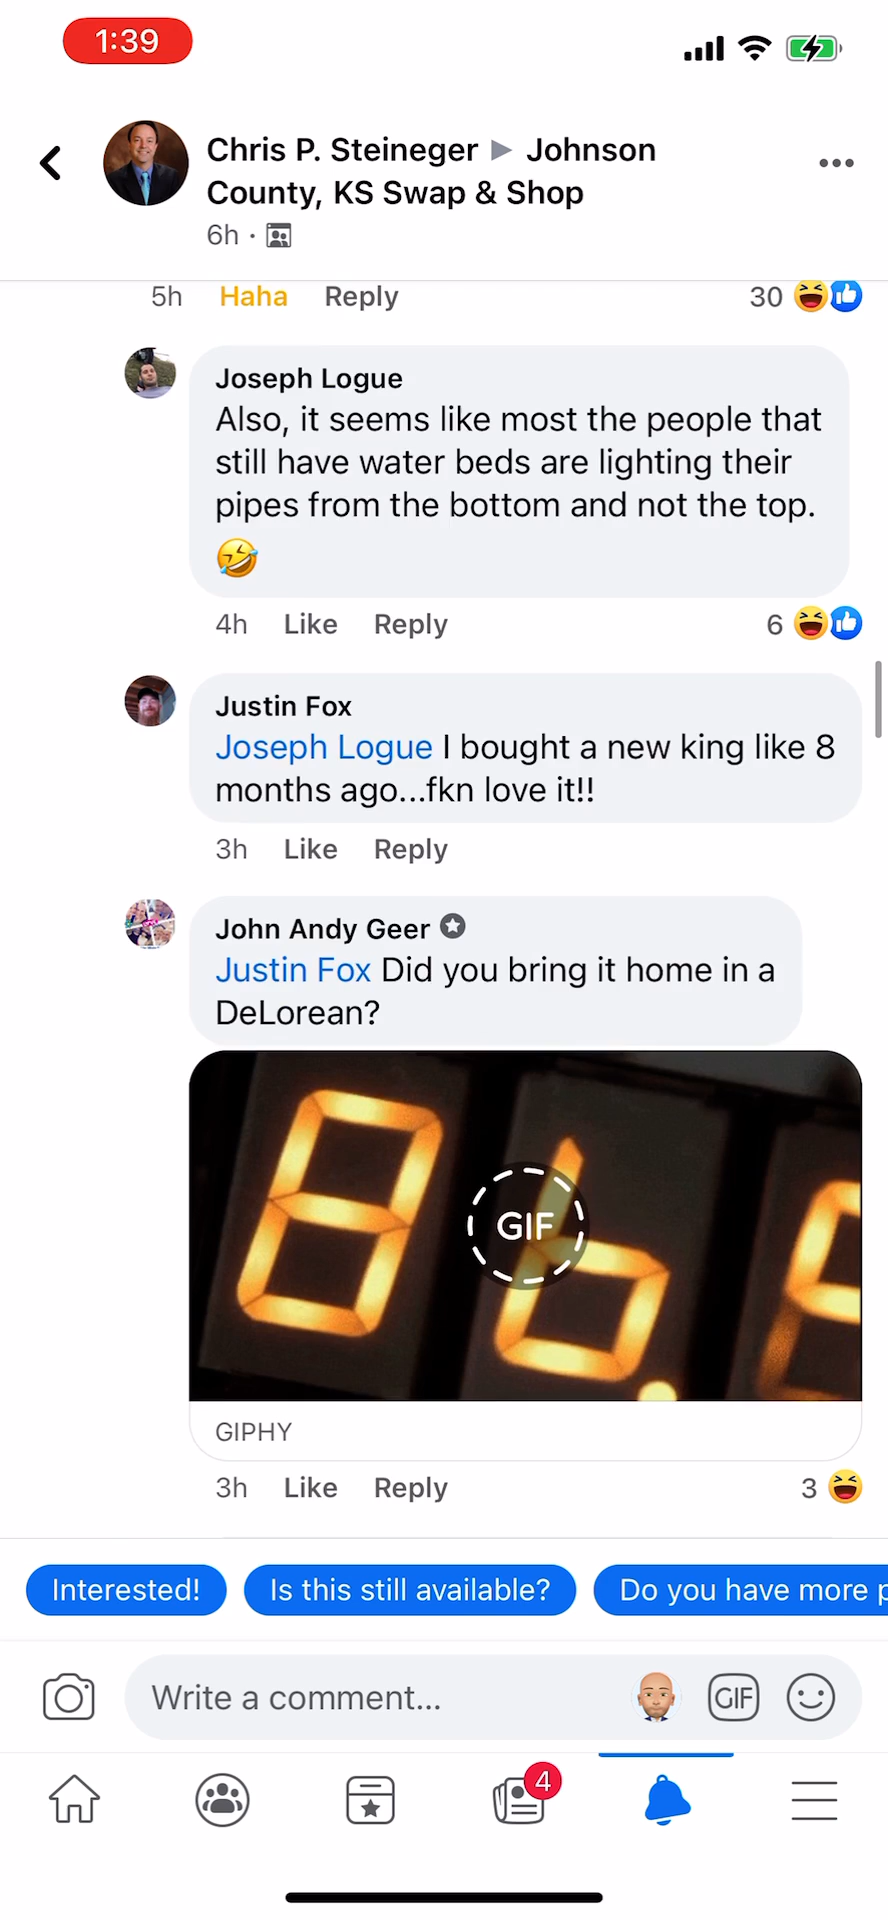 1:39
Chris P. Steineger ▶ Johnson
County, KS Swap & Shop
6h ·
5h Haha Reply 30
Joseph Logue
Also, it seems like most the people that
still have water beds are lighting their
pipes from the bottom and not the top.
🤣
4h Like Reply 6
Justin Fox
Joseph Logue I bought a new king like 8
months ago...fkn love it!!
3h Like Reply
John Andy Geer
Justin Fox Did you bring it home in a
DeLorean?
GIF
GIPHY
3h Like Reply 3
Interested! Is this still available? Do you have more
Write a comment... GIF
4